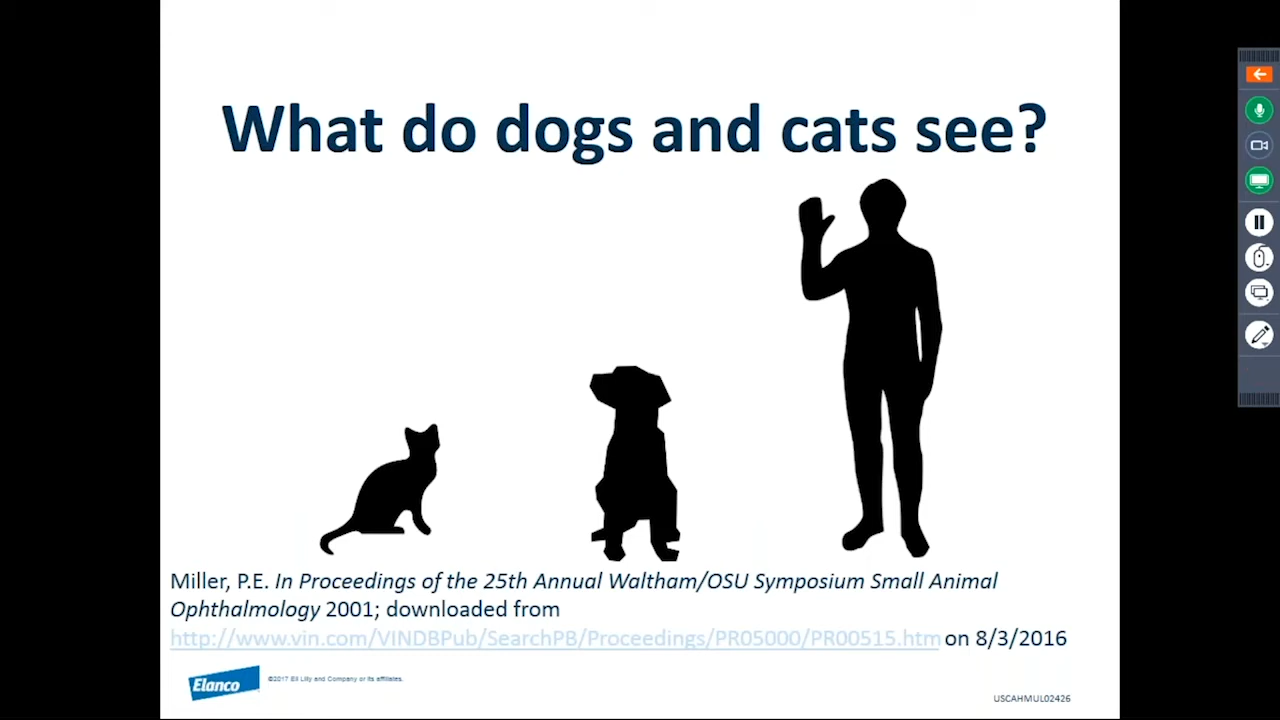 What do dogs and cats see?
Miller, P.E. In Proceedings of the 25th Annual Waltham/OSU Symposium Small Animal
Ophthalmology 2001; downloaded from
http://www.vin.com/VINDBPub/SearchPB/Proceedings/PR05000/PR00515.htm on 8/3/2016
Elanco
©2017 Eli Lilly and Company or its affiliates.
USCAHMUL02426